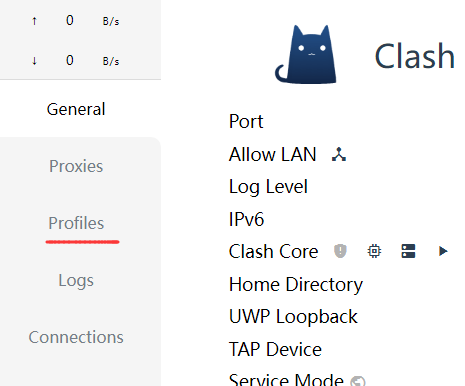 ↑ 0 B/s
↓ 0 B/s
General
Proxies
Profiles
Logs
Connections
Clash
Port
Allow LAN
Log Level
IPv6
Clash Core
Home Directory
UWP Loopback
TAP Device
Service Mode